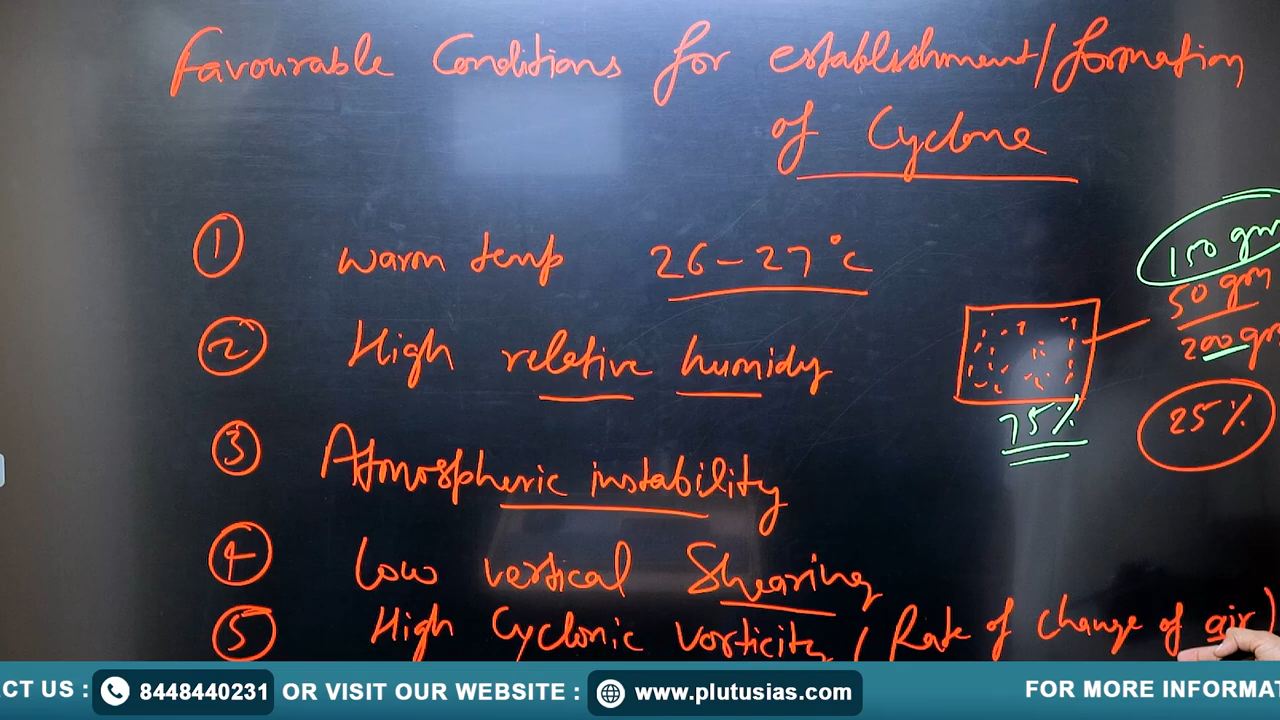 Favourable Conditions for establishment/formation
of Cyclone
① warm temp 26-27°C
② High relative humidy
③ Atmospheric instability
④ Low vertical Shearing
⑤ High Cyclonic vorticity (Rate of change of air)
150 gm
50 gm
200 gm
75%
25%
CT US : 8448440231 OR VISIT OUR WEBSITE : www.plutusias.com FOR MORE INFORMAT